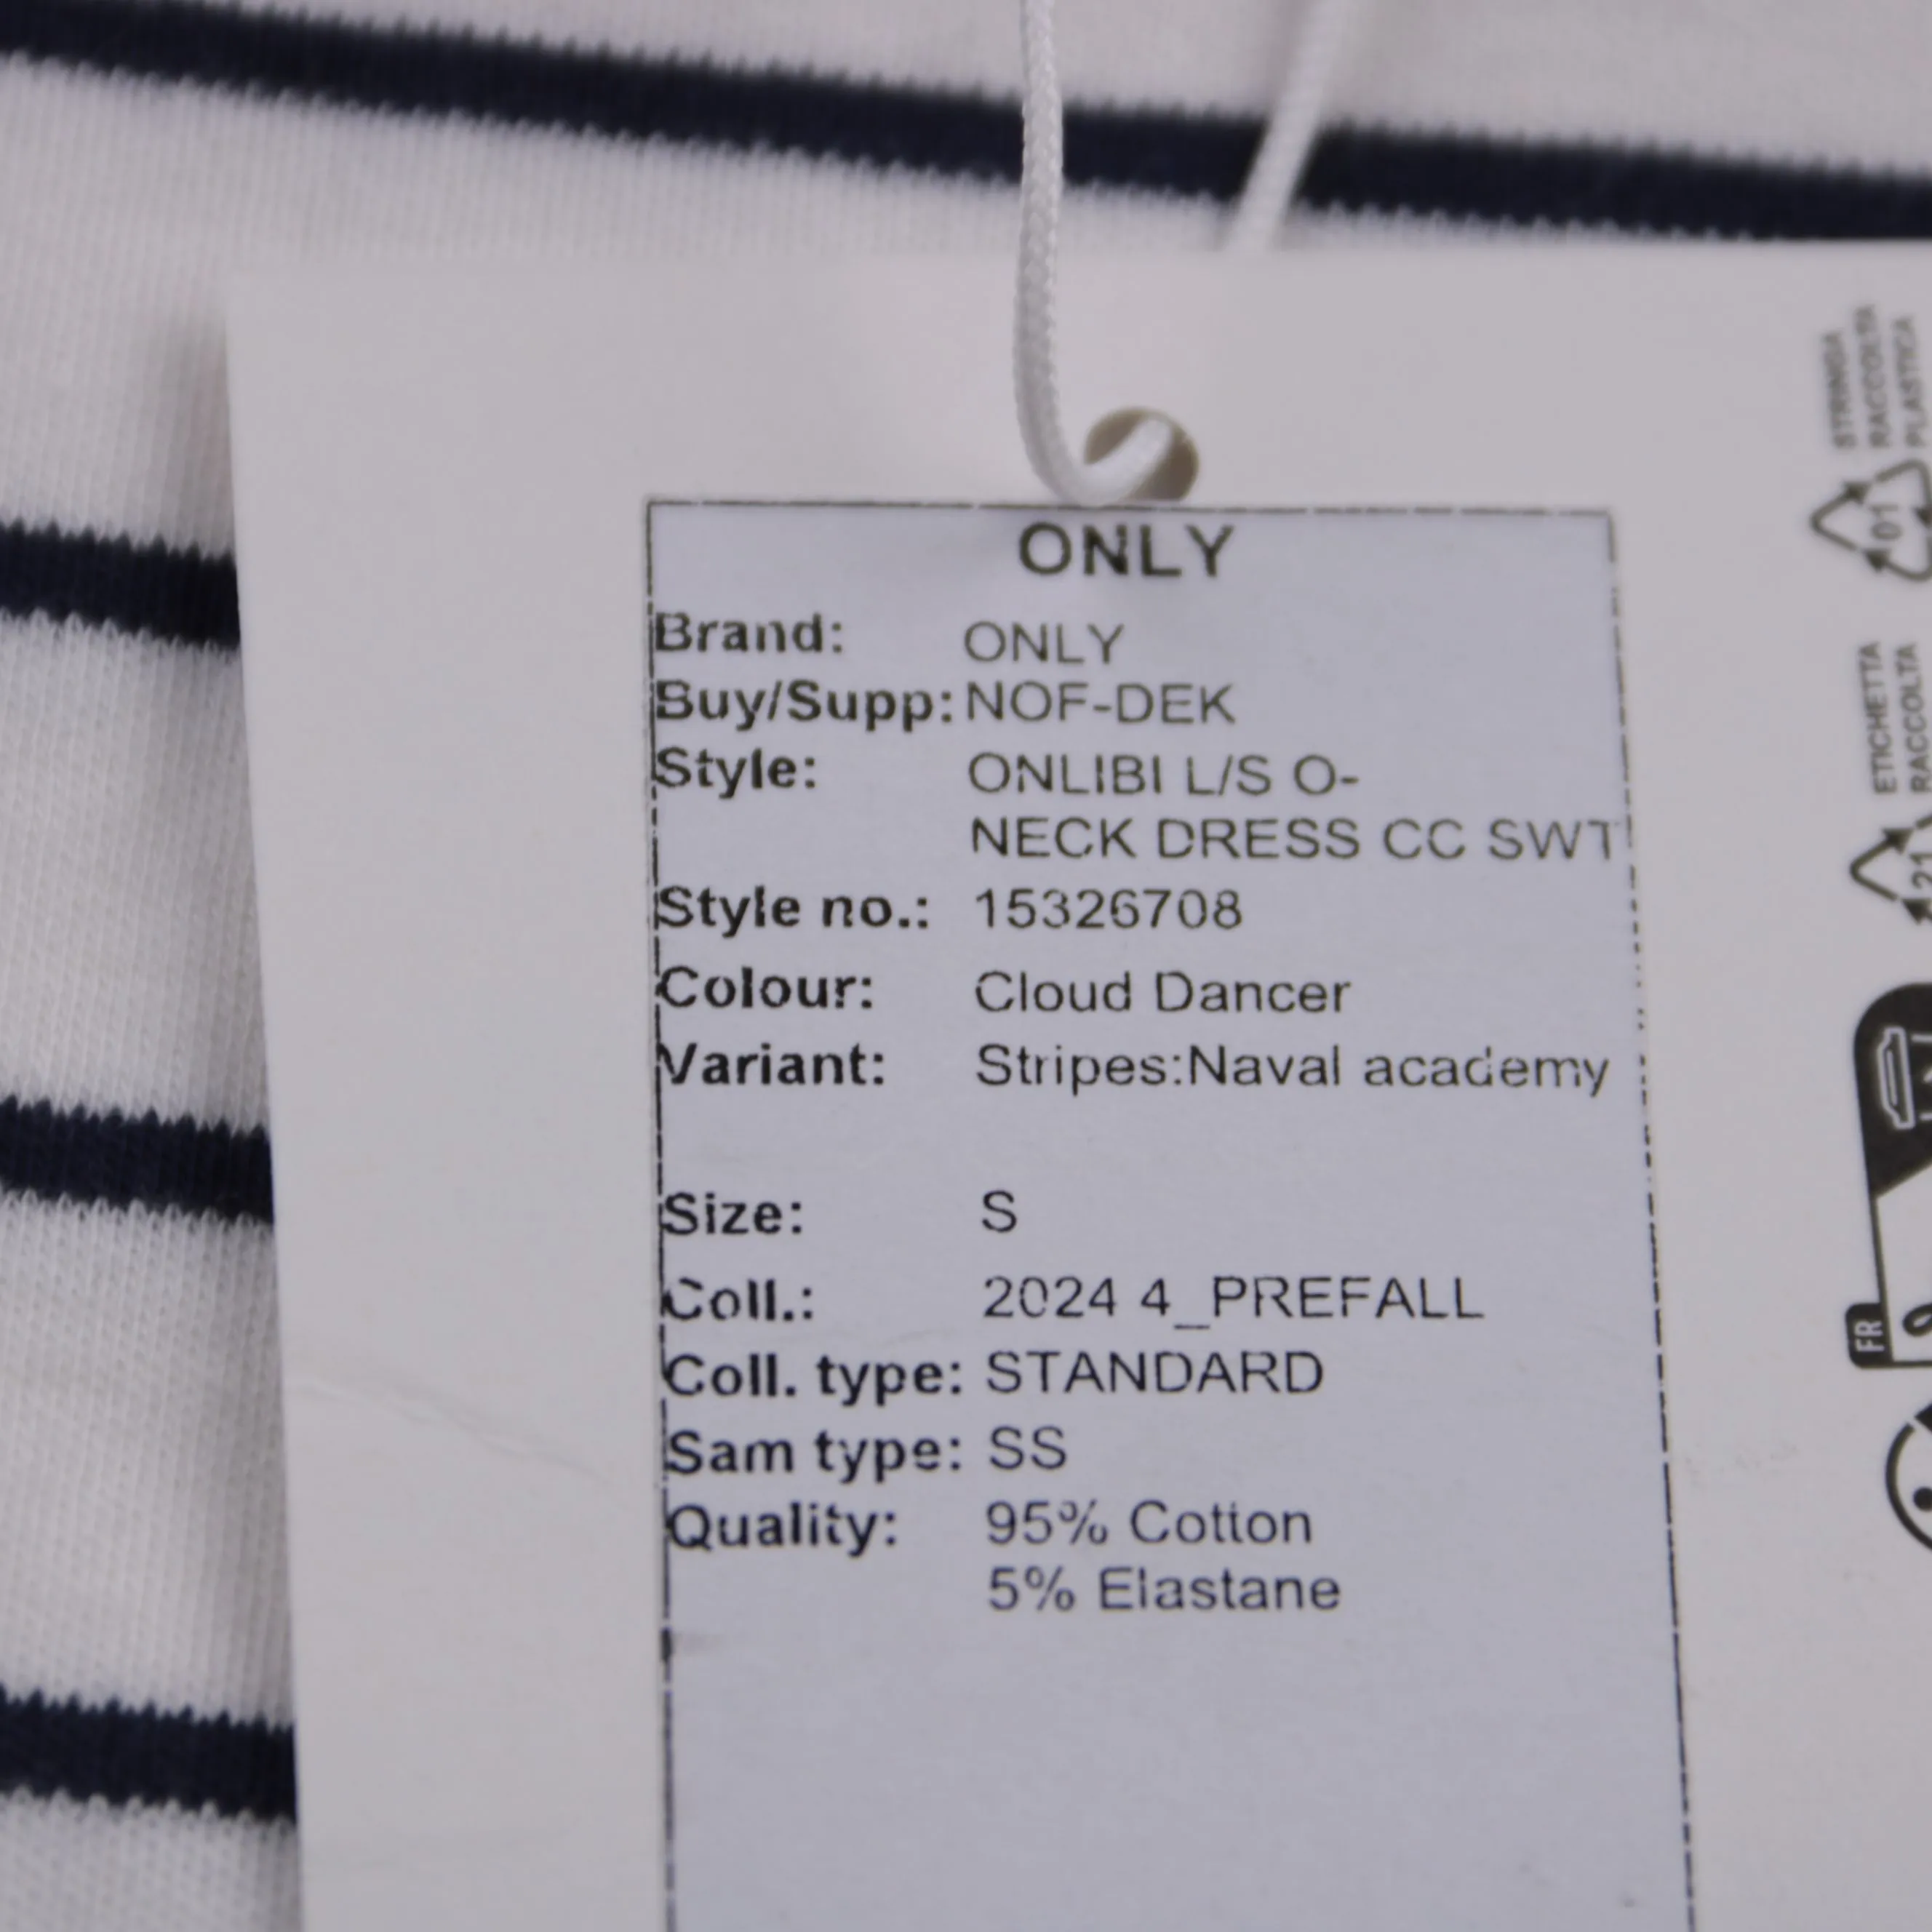 ONLY
Brand: ONLY
Buy/Supp: NOF-DEK
Style: ONLIBI L/S O-
NECK DRESS CC SWT
Style no.: 15326708
Colour: Cloud Dancer
Variant: Stripes:Naval academy
Size: S
Coll.: 2024 4_PREFALL
Coll. type: STANDARD
Sam type: SS
Quality: 95% Cotton
5% Elastane
STRINGA
RACCOLTA
PLASTICA
01
ETICHETTA
RACCOLTA
21
FR